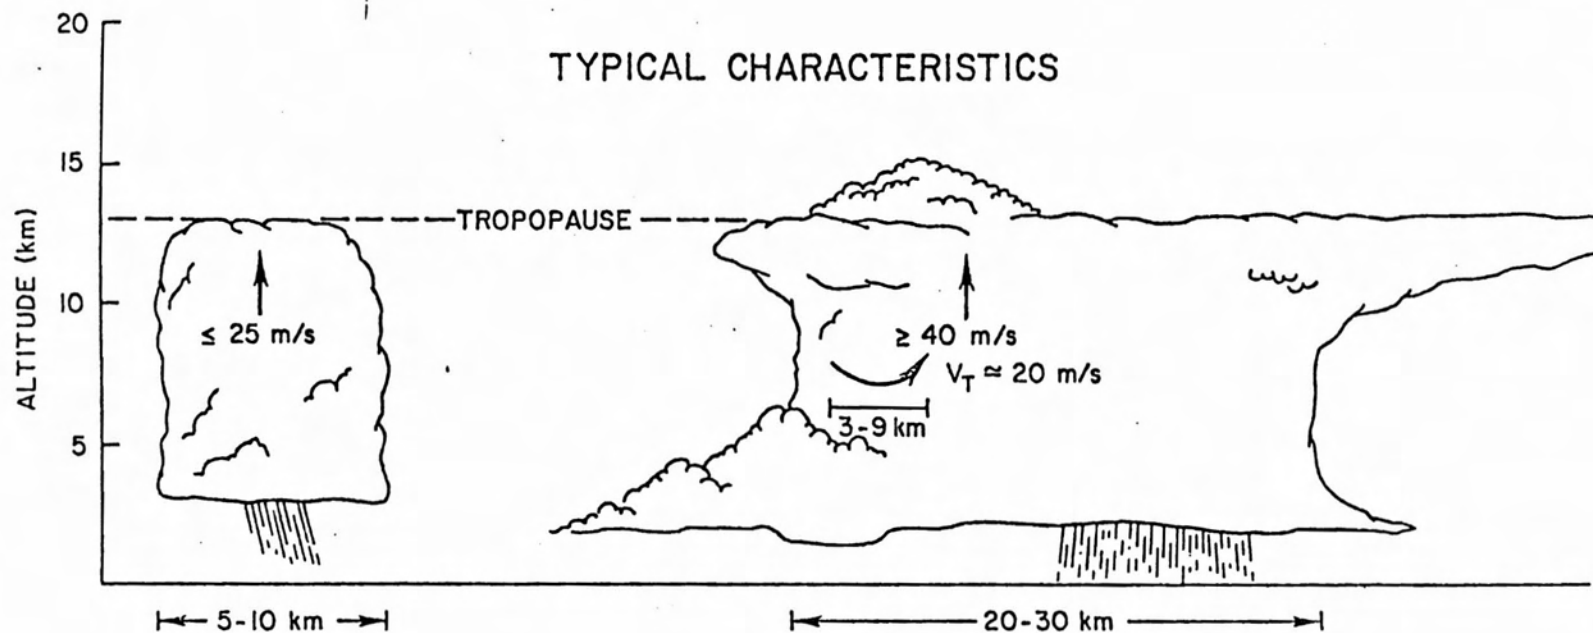 TYPICAL CHARACTERISTICS
20
15
10
5
ALTITUDE (km)
TROPOPAUSE
≤ 25 m/s
≥ 40 m/s
V_T ≃ 20 m/s
3-9 km
5-10 km
20-30 km